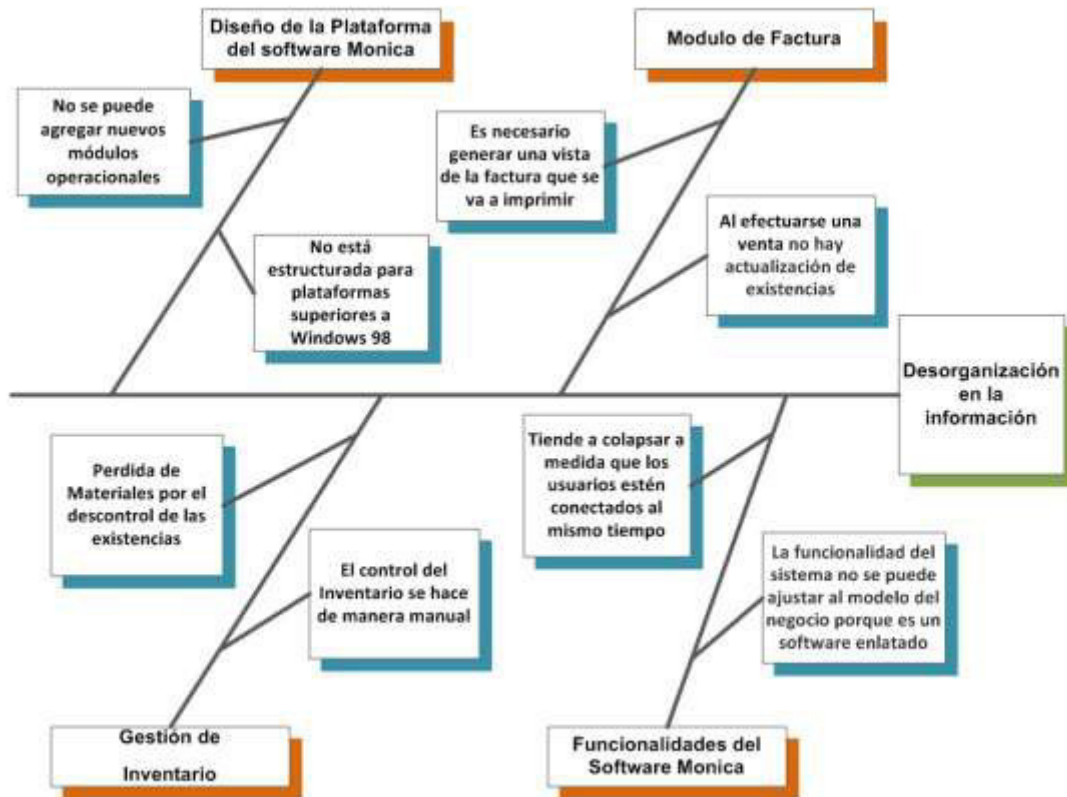 Diseño de la Plataforma
del software Monica
Modulo de Factura
No se puede
agregar nuevos
módulos
operacionales
Es necesario
generar una vista
de la factura que se
va a imprimir
No está
estructurada para
plataformas
superiores a
Windows 98
Al efectuarse una
venta no hay
actualización de
existencias
Desorganización
en la
información
Perdida de
Materiales por el
descontrol de las
existencias
El control del
Inventario se hace
de manera manual
Tiende a colapsar a
medida que los
usuarios estén
conectados al
mismo tiempo
La funcionalidad del
sistema no se puede
ajustar al modelo del
negocio porque es un
software enlatado
Gestión de
Inventario
Funcionalidades del
Software Monica